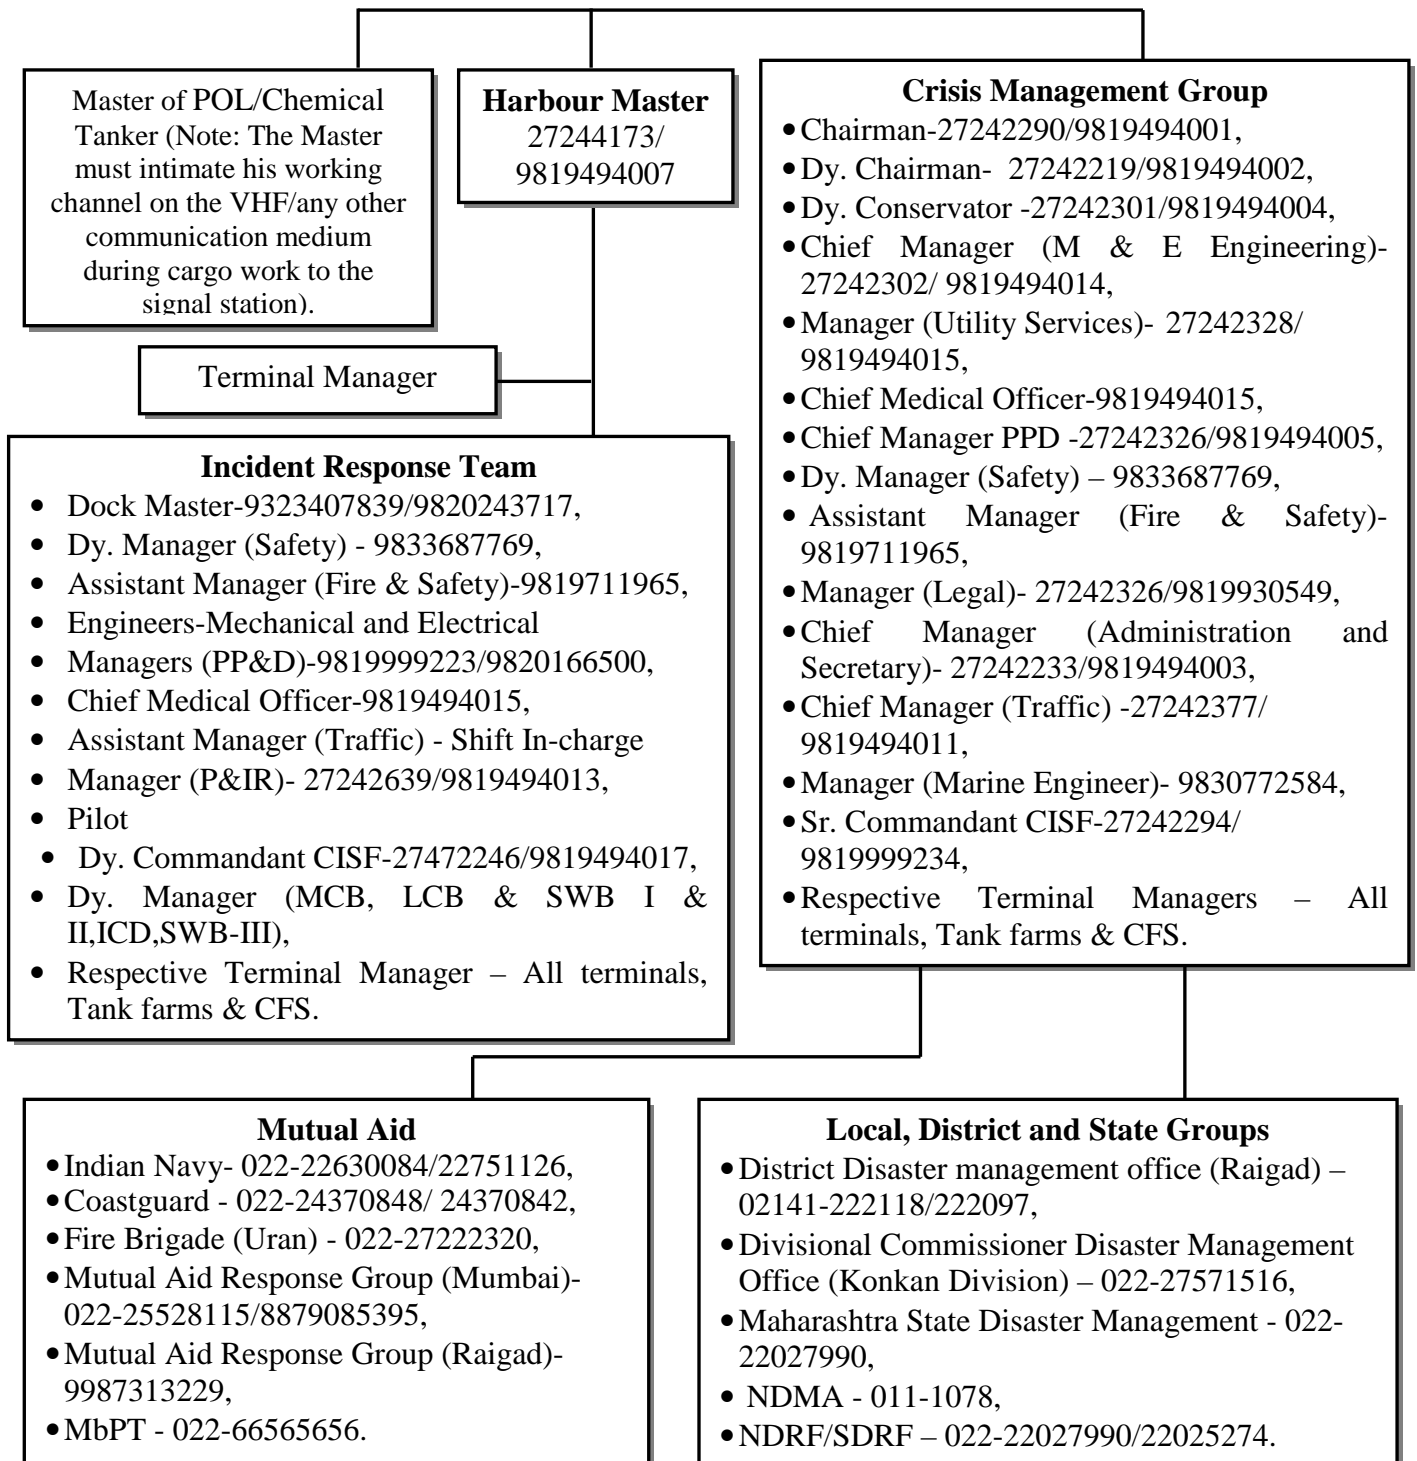 Master of POL/Chemical
Tanker (Note: The Master
must intimate his working
channel on the VHF/any other
communication medium
during cargo work to the
signal station).
Harbour Master
27244173/
9819494007
Crisis Management Group
•Chairman-27242290/9819494001,
•Dy. Chairman- 27242219/9819494002,
•Dy. Conservator -27242301/9819494004,
•Chief Manager (M & E Engineering)-
27242302/ 9819494014,
•Manager (Utility Services)- 27242328/
9819494015,
•Chief Medical Officer-9819494015,
•Chief Manager PPD -27242326/9819494005,
•Dy. Manager (Safety) – 9833687769,
• Assistant Manager (Fire & Safety)-
9819711965,
•Manager (Legal)- 27242326/9819930549,
•Chief Manager (Administration and
Secretary)- 27242233/9819494003,
•Chief Manager (Traffic) -27242377/
9819494011,
•Manager (Marine Engineer)- 9830772584,
•Sr. Commandant CISF-27242294/
9819999234,
•Respective Terminal Managers – All
terminals, Tank farms & CFS.
Terminal Manager
Incident Response Team
• Dock Master-9323407839/9820243717,
• Dy. Manager (Safety) - 9833687769,
• Assistant Manager (Fire & Safety)-9819711965,
• Engineers-Mechanical and Electrical
• Managers (PP&D)-9819999223/9820166500,
• Chief Medical Officer-9819494015,
• Assistant Manager (Traffic) - Shift In-charge
• Manager (P&IR)- 27242639/9819494013,
• Pilot
• Dy. Commandant CISF-27472246/9819494017,
• Dy. Manager (MCB, LCB & SWB I &
II,ICD,SWB-III),
• Respective Terminal Manager – All terminals,
Tank farms & CFS.
Mutual Aid
•Indian Navy- 022-22630084/22751126,
•Coastguard - 022-24370848/ 24370842,
•Fire Brigade (Uran) - 022-27222320,
•Mutual Aid Response Group (Mumbai)-
022-25528115/8879085395,
•Mutual Aid Response Group (Raigad)-
9987313229,
•MbPT - 022-66565656.
Local, District and State Groups
•District Disaster management office (Raigad) –
02141-222118/222097,
•Divisional Commissioner Disaster Management
Office (Konkan Division) – 022-27571516,
•Maharashtra State Disaster Management - 022-
22027990,
• NDMA - 011-1078,
•NDRF/SDRF – 022-22027990/22025274.